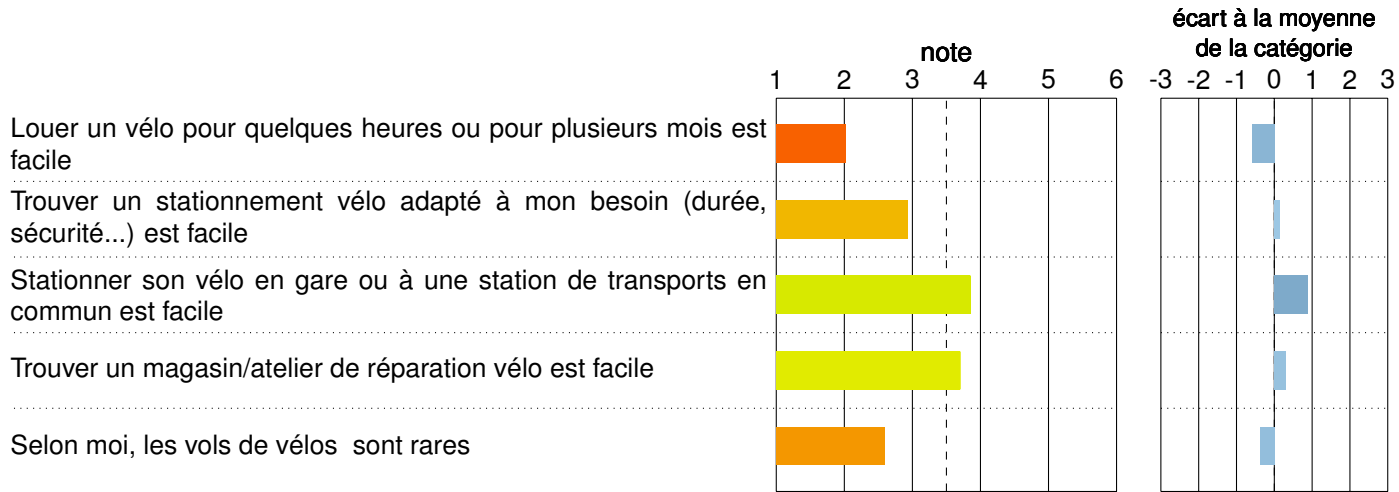 écart à la moyenne
note de la catégorie
1 2 3 4 5 6 -3 -2 -1 0 1 2 3
Louer un vélo pour quelques heures ou pour plusieurs mois est
facile
Trouver un stationnement vélo adapté à mon besoin (durée,
sécurité...) est facile
Stationner son vélo en gare ou à une station de transports en
commun est facile
Trouver un magasin/atelier de réparation vélo est facile
Selon moi, les vols de vélos sont rares